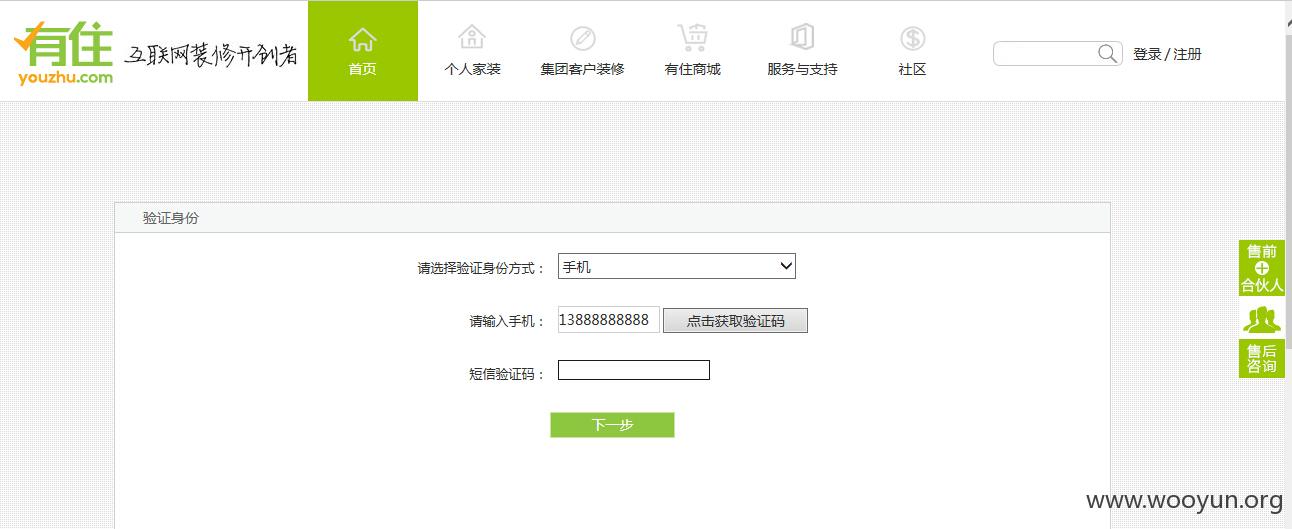 有住
youzhu.com
互联网装修开创者
首页
个人家装
集团客户装修
有住商城
服务与支持
社区
登录 / 注册
验证身份
请选择验证身份方式：
手机
请输入手机：
13888888888
点击获取验证码
短信验证码：
下一步
售前
合伙人
售后
咨询
www.wooyun.org